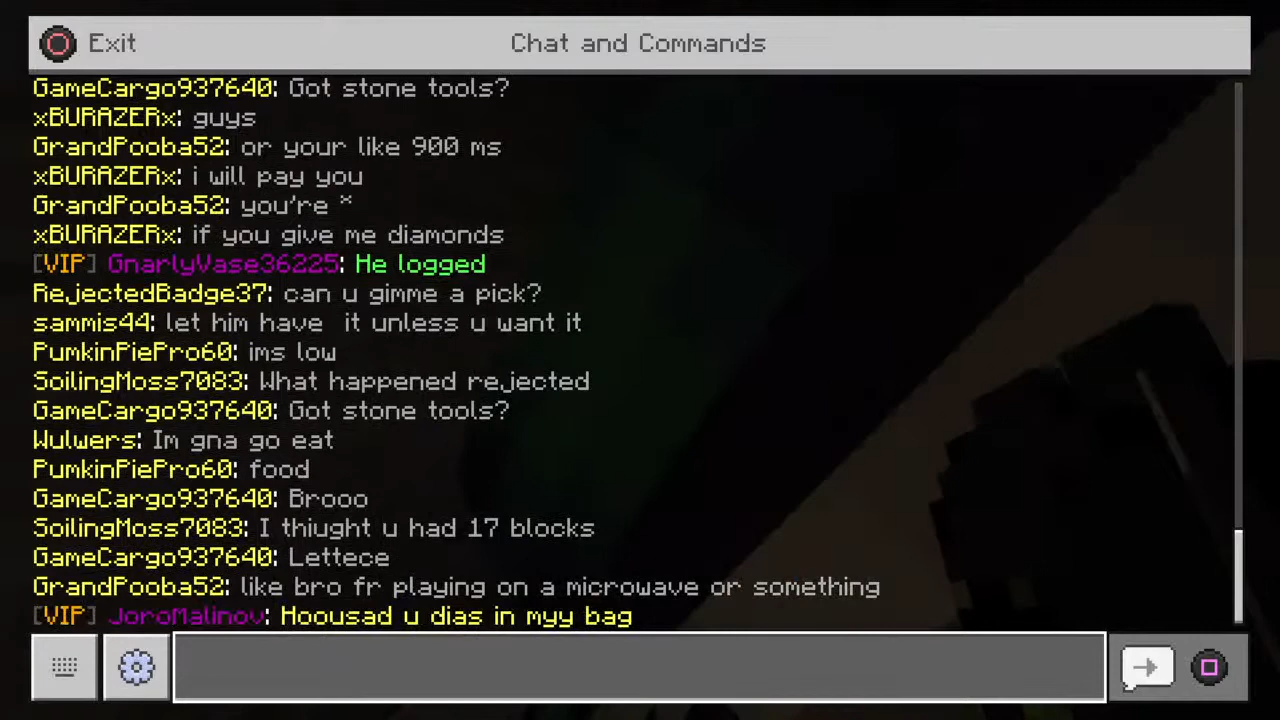 Exit
Chat and Commands
GameCargo937640: Got stone tools?
xBURAZERx: guys
GrandPooba52: or your like 900 ms
xBURAZERx: i will pay you
GrandPooba52: you're *
xBURAZERx: if you give me diamonds
[VIP] GnarlyVase36225: He logged
RejectedBadge37: can u gimme a pick?
sammis44: let him have  it unless u want it
PumkinPiePro60: ims low
SoilingMoss7083: What happened rejected
GameCargo937640: Got stone tools?
Wulwers: Im gna go eat
PumkinPiePro60: food
GameCargo937640: Brooo
SoilingMoss7083: I thiught u had 17 blocks
GameCargo937640: Lettece
GrandPooba52: like bro fr playing on a microwave or something
[VIP] JoroMalinov: Hoousad u dias in myy bag